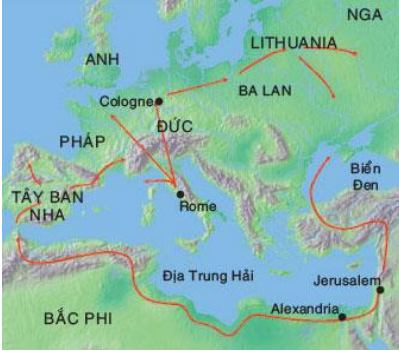 NGA
ANH
LITHUANIA
Cologne
BA LAN
ĐỨC
PHÁP
Biển
Đen
TÂY BAN
NHA
Rome
Địa Trung Hải
Jerusalem
Alexandria
BẮC PHI